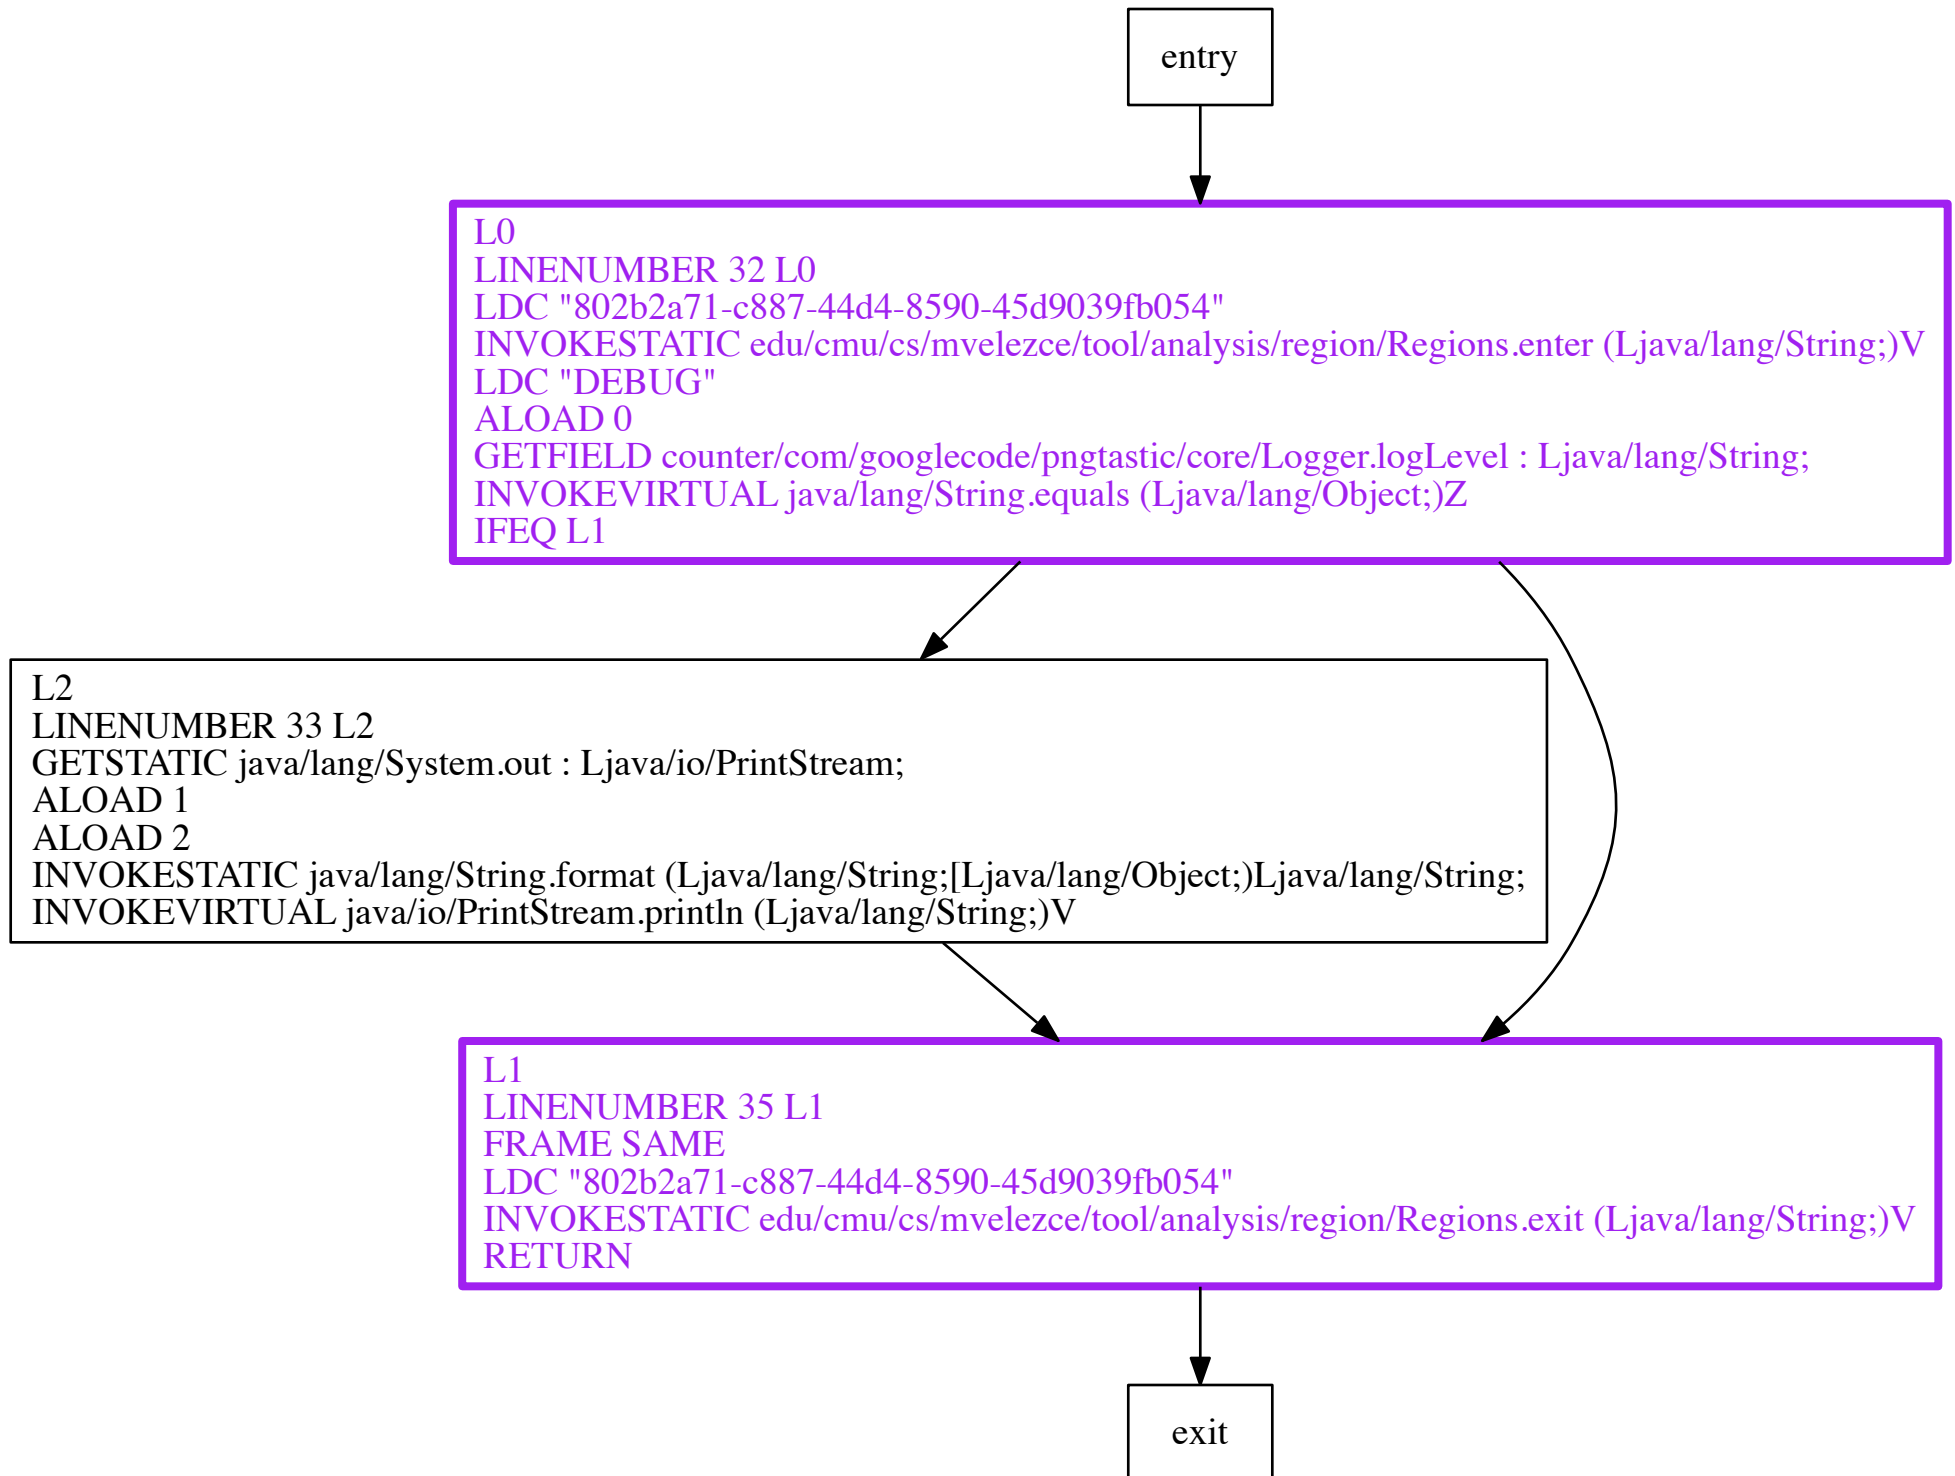 entry
L0
LINENUMBER 32 L0
LDC "802b2a71-c887-44d4-8590-45d9039fb054"
INVOKESTATIC edu/cmu/cs/mvelezce/tool/analysis/region/Regions.enter (Ljava/lang/String;)V
LDC "DEBUG"
ALOAD 0
GETFIELD counter/com/googlecode/pngtastic/core/Logger.logLevel : Ljava/lang/String;
INVOKEVIRTUAL java/lang/String.equals (Ljava/lang/Object;)Z
IFEQ L1
L2
LINENUMBER 33 L2
GETSTATIC java/lang/System.out : Ljava/io/PrintStream;
ALOAD 1
ALOAD 2
INVOKESTATIC java/lang/String.format (Ljava/lang/String;[Ljava/lang/Object;)Ljava/lang/String;
INVOKEVIRTUAL java/io/PrintStream.println (Ljava/lang/String;)V
L1
LINENUMBER 35 L1
FRAME SAME
LDC "802b2a71-c887-44d4-8590-45d9039fb054"
INVOKESTATIC edu/cmu/cs/mvelezce/tool/analysis/region/Regions.exit (Ljava/lang/String;)V
RETURN
exit